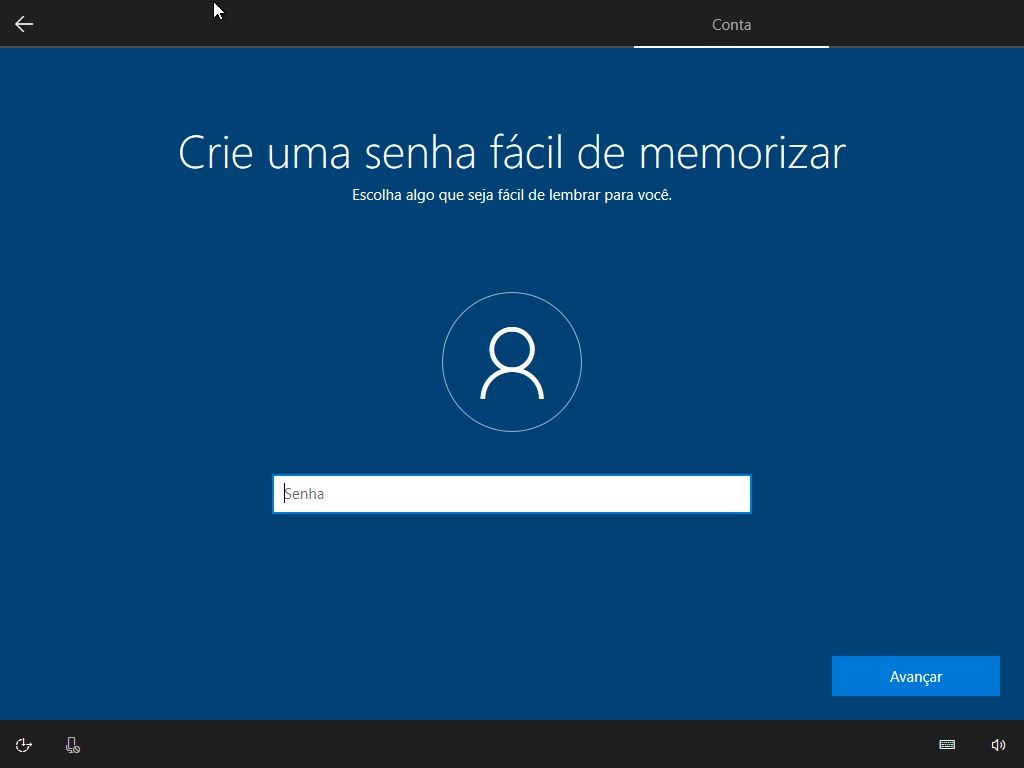 Conta
Crie uma senha fácil de memorizar
Escolha algo que seja fácil de lembrar para você.
Senha
Avançar